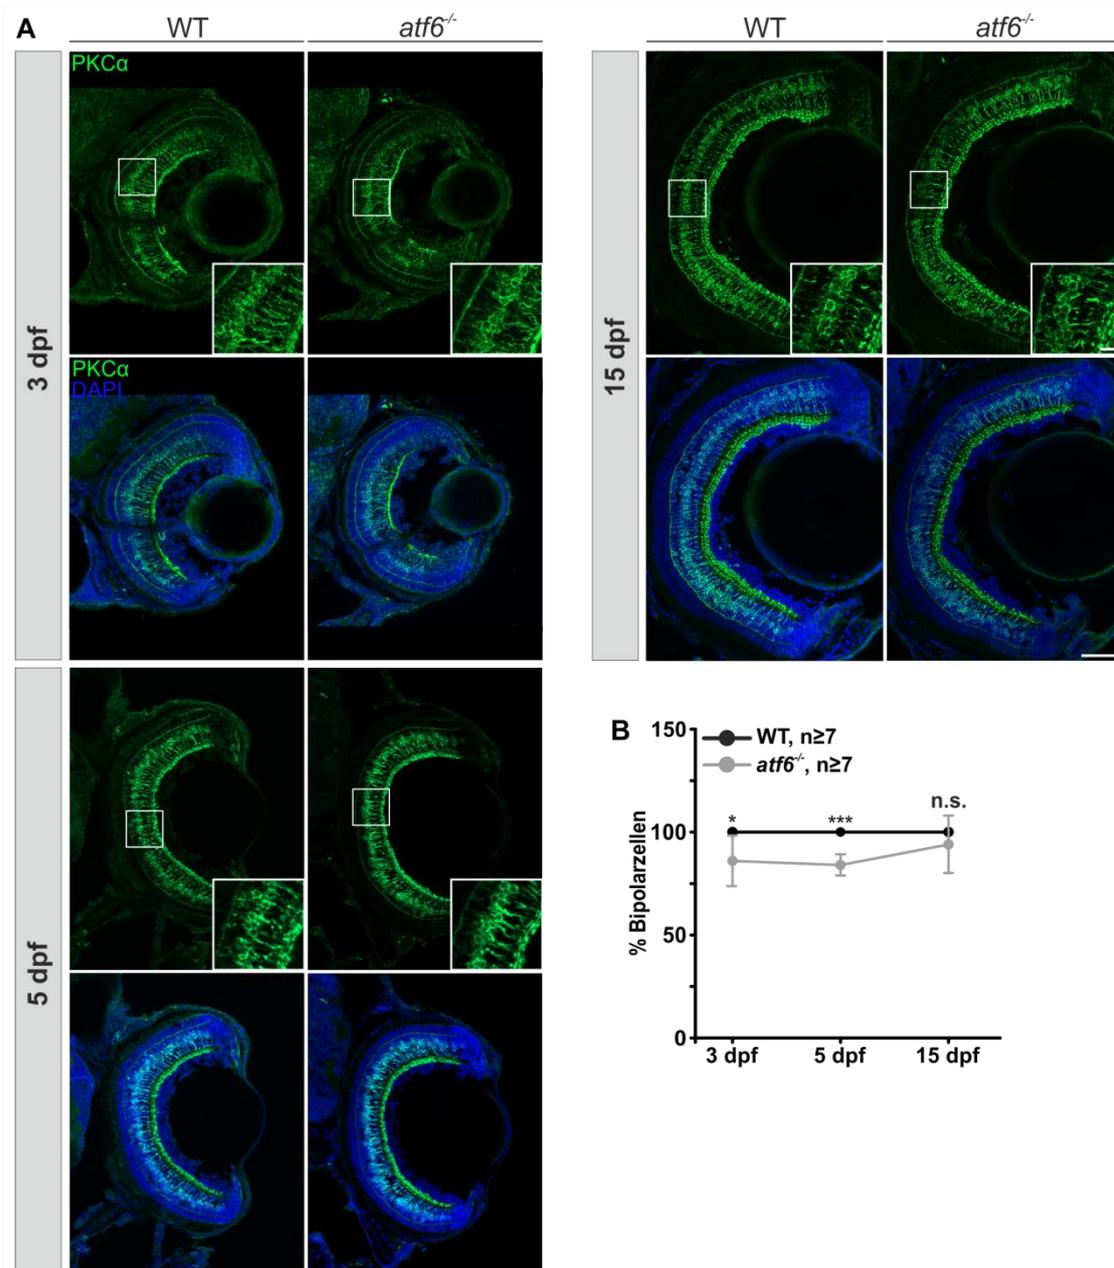 A
WT
atf6-/-
WT
atf6-/-
3 dpf
PKCα
PKCα
DAPI
15 dpf
5 dpf
B
150
100
50
0
% Bipolarzellen
WT, n≥7
atf6-/-, n≥7
*
***
n.s.
3 dpf
5 dpf
15 dpf